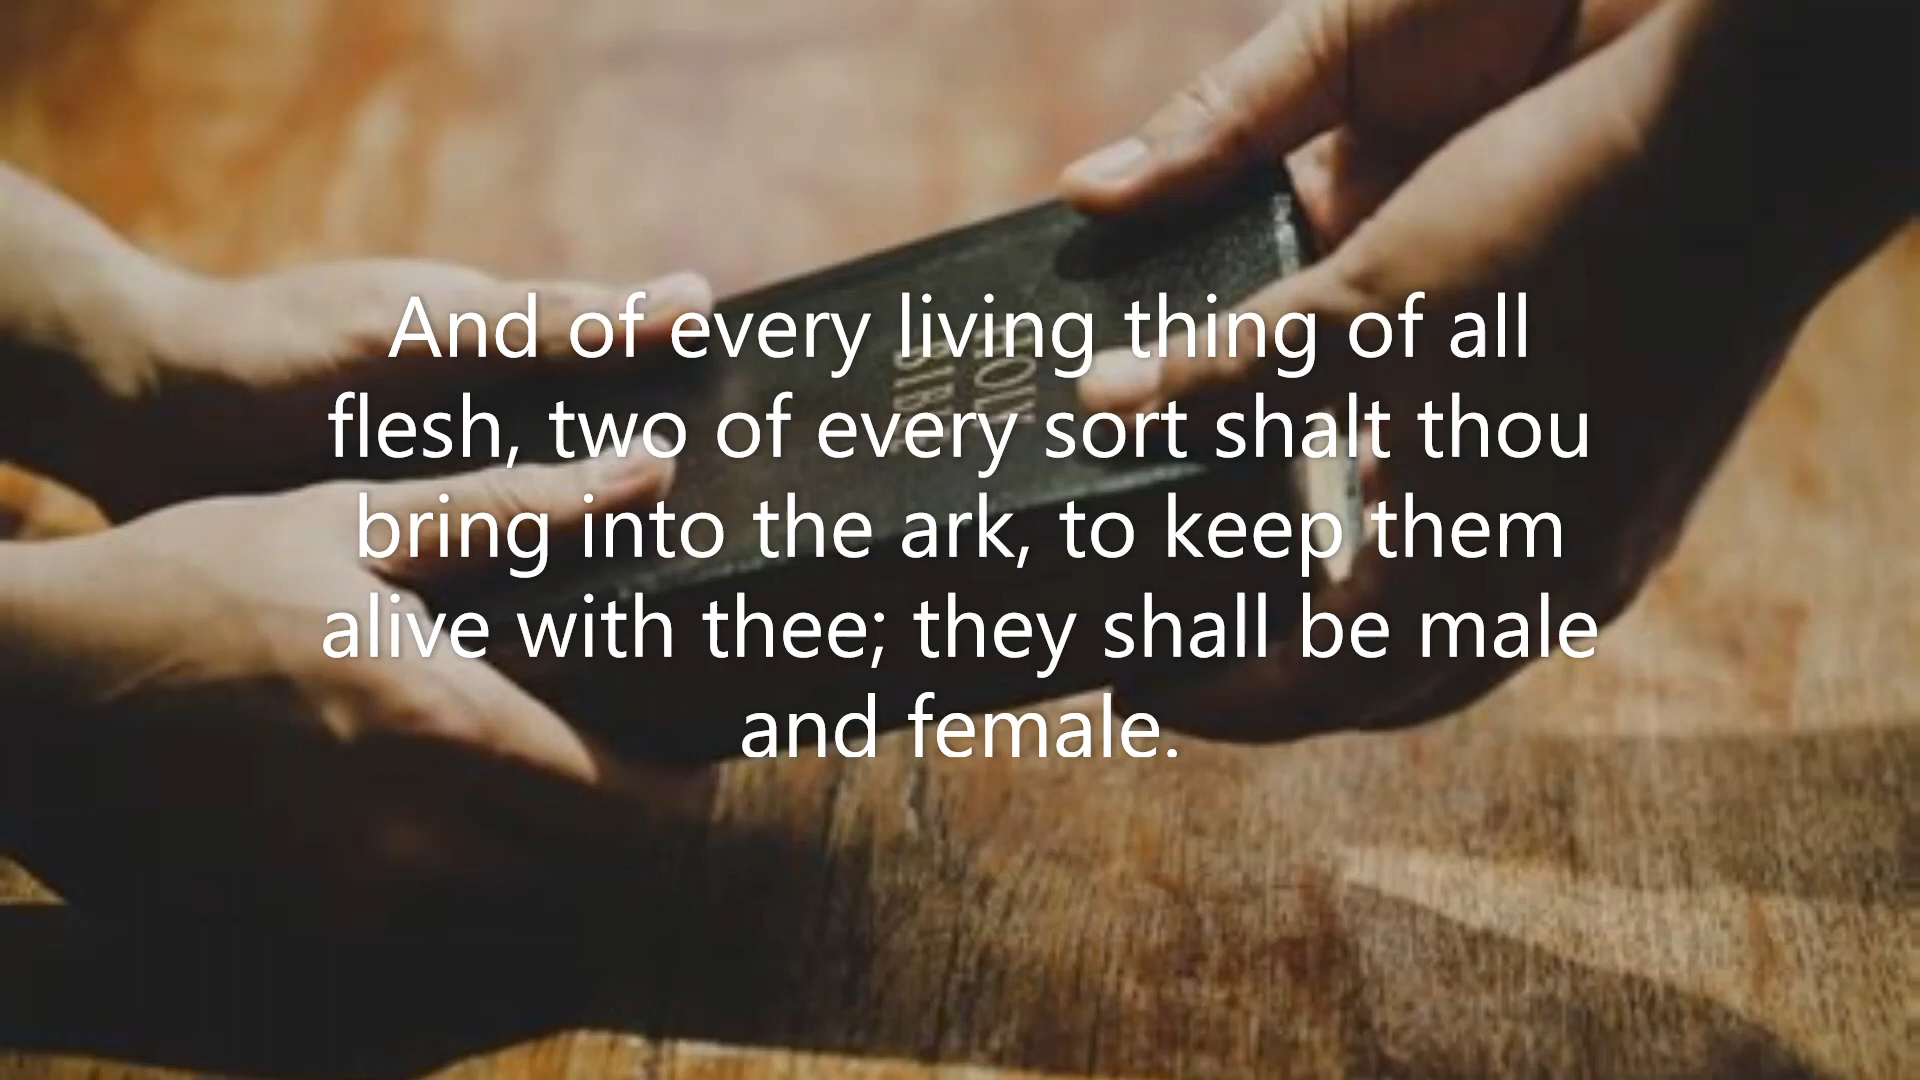 And of every living thing of all
flesh, two of every sort shalt thou
bring into the ark, to keep them
alive with thee; they shall be male
and female.
HOLY